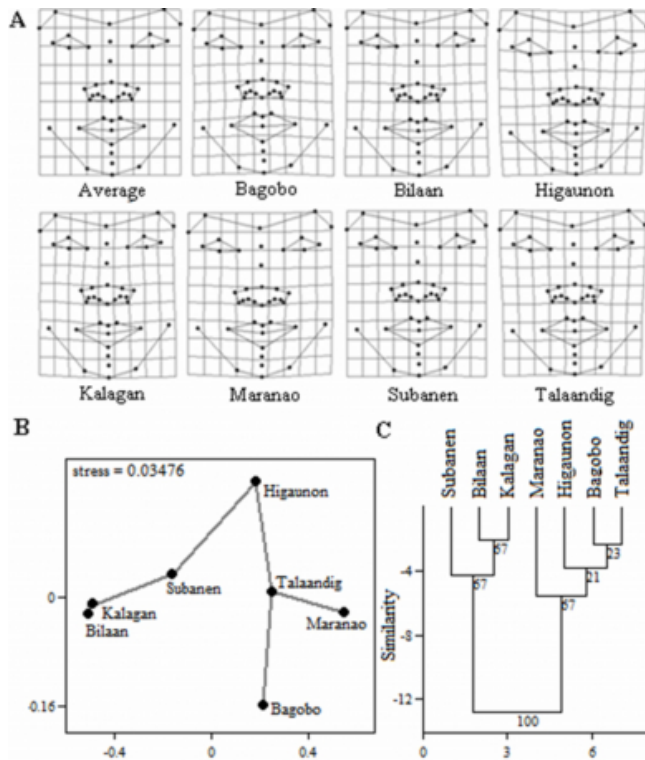 A
Average
Bagobo
Bilaan
Higaunon
Kalagan
Maranao
Subanen
Talaandig
B
stress = 0.03476
Higaunon
Subanen
Talaandig
Kalagan
Bilaan
Maranao
Bagobo
0
-0.16
-0.4
0
0.4
C
Subanen
Bilaan
Kalagan
Maranao
Higaunon
Bagobo
Talaandig
Similarity
-4
-8
-12
67
67
23
21
67
100
0
3
6